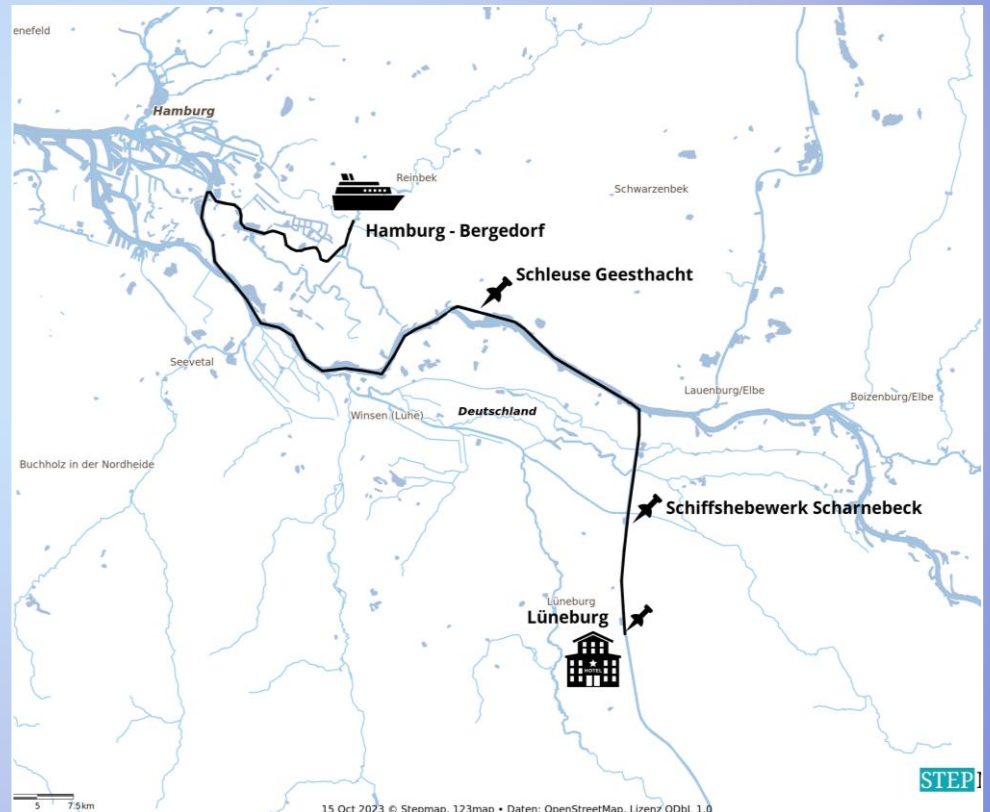 enefeld
Hamburg
Reinbek
Schwarzenbek
Hamburg - Bergedorf
Schleuse Geesthacht
Seevetal
Lauenburg/Elbe
Boizenburg/Elbe
Winsen (Luhe)
Deutschland
Buchholz in der Nordheide
Schiffshebewerk Scharnebeck
Lüneburg
Lüneburg
HOTEL
STEP
5 7.5km
15 Oct 2023 © Stepmap, 123map • Daten: OpenStreetMap, Lizenz ODbL 1.0